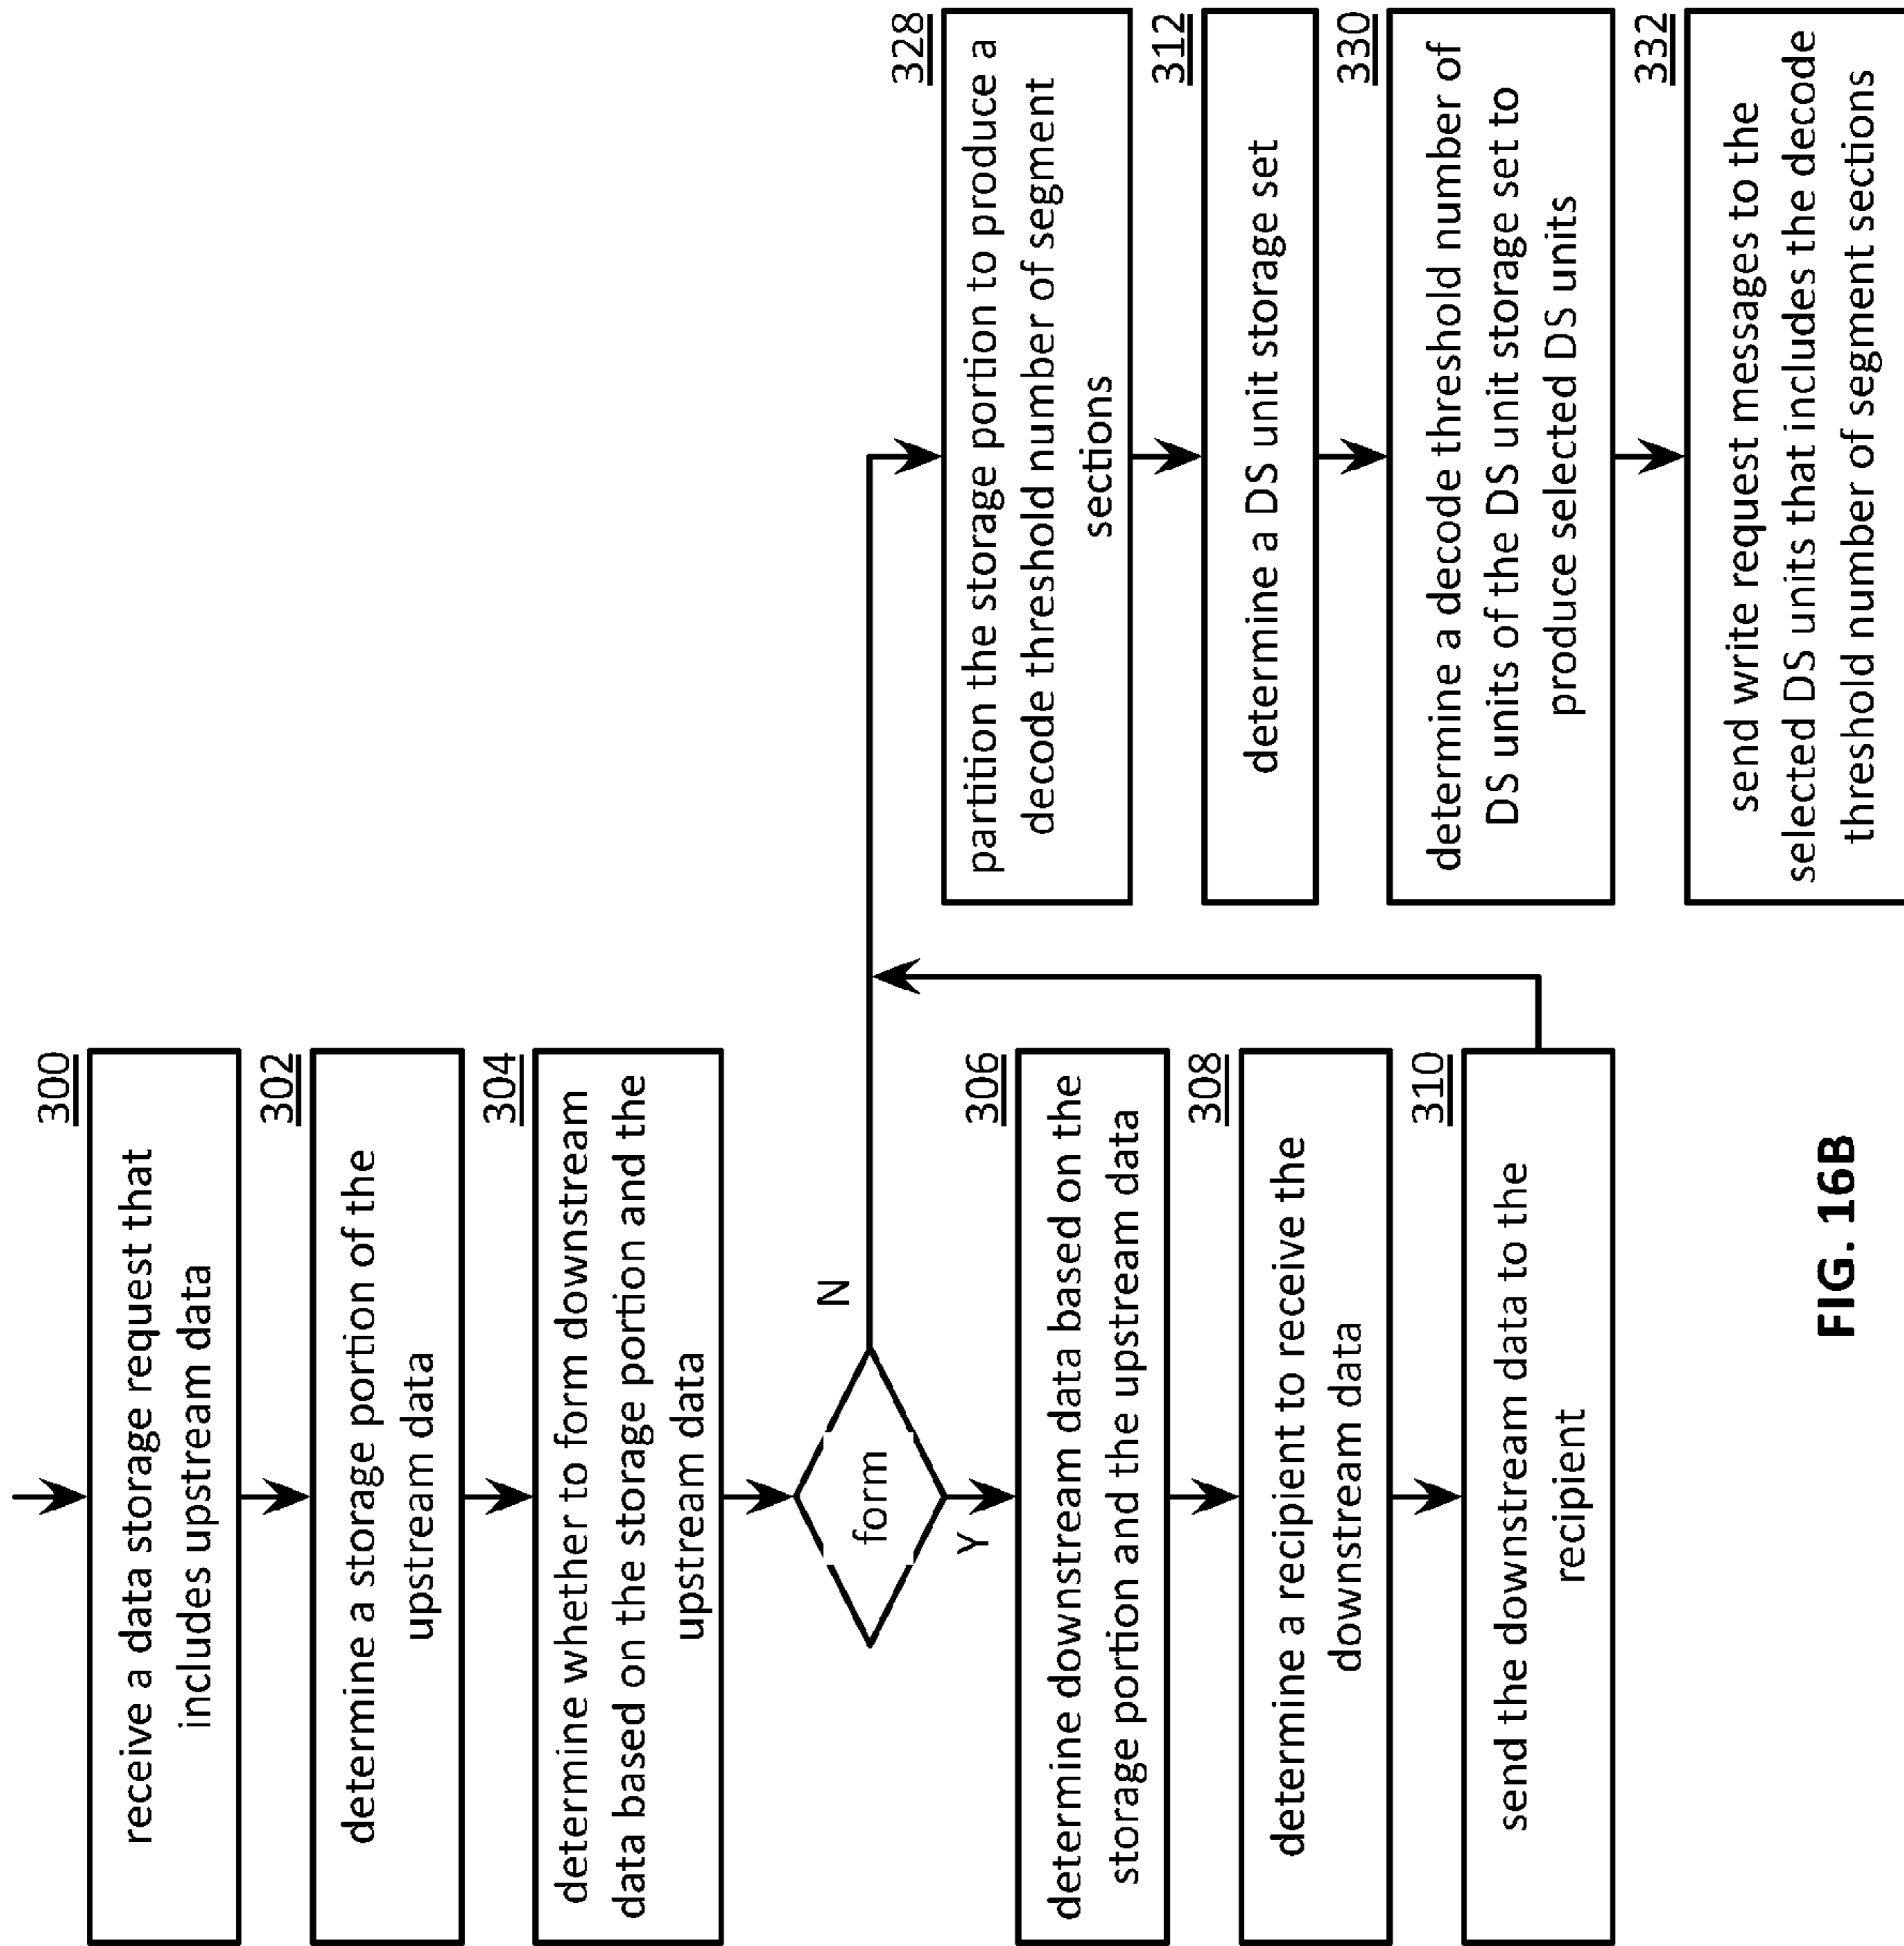 300
receive a data storage request that
includes upstream data
302
determine a storage portion of the
upstream data
304
determine whether to form downstream
data based on the storage portion and the
upstream data
form
N
Y
306
determine downstream data based on the
storage portion and the upstream data
308
determine a recipient to receive the
downstream data
310
send the downstream data to the
recipient
328
partition the storage portion to produce a
decode threshold number of segment
sections
312
determine a DS unit storage set
330
determine a decode threshold number of
DS units of the DS unit storage set to
produce selected DS units
332
send write request messages to the
selected DS units that includes the decode
threshold number of segment sections
FIG. 16B